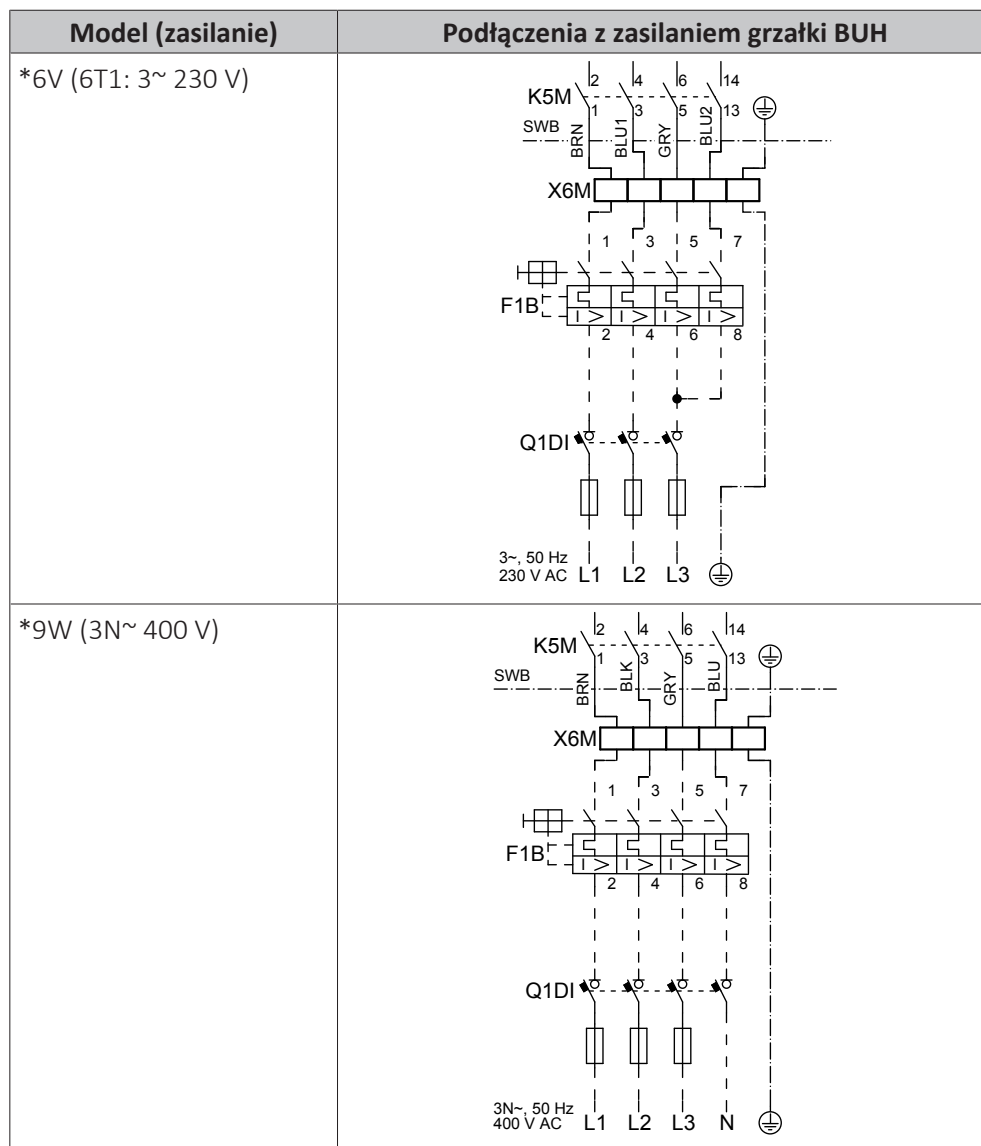 Model (zasilanie) Podłączenia z zasilaniem grzałki BUH
*6V (6T1: 3~ 230 V)
2 4 6 14
K5M
1 3 5 13
SWB
BRN BLU1 GRY BLU2
X6M
1 3 5 7
F1B
I > I > I > I >
2 4 6 8
Q1DI
3~, 50 Hz
230 V AC L1 L2 L3
*9W (3N~ 400 V)
2 4 6 14
K5M
1 3 5 13
SWB
BRN BLK GRY BLU
X6M
1 3 5 7
F1B
I > I > I > I >
2 4 6 8
Q1DI
3N~, 50 Hz
400 V AC L1 L2 L3 N